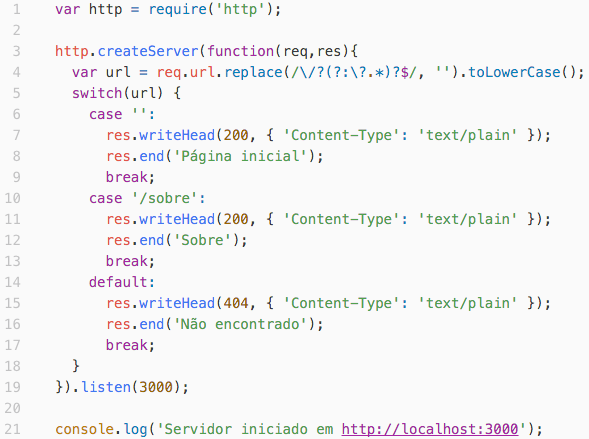 1 var http = require('http');
2
3 http.createServer(function(req,res){
4 var url = req.url.replace(/\/?(?:\?.*)?$/, '').toLowerCase();
5 switch(url) {
6 case '':
7 res.writeHead(200, { 'Content-Type': 'text/plain' });
8 res.end('Página inicial');
9 break;
10 case '/sobre':
11 res.writeHead(200, { 'Content-Type': 'text/plain' });
12 res.end('Sobre');
13 break;
14 default:
15 res.writeHead(404, { 'Content-Type': 'text/plain' });
16 res.end('Não encontrado');
17 break;
18 }
19 }).listen(3000);
20
21 console.log('Servidor iniciado em http://localhost:3000');